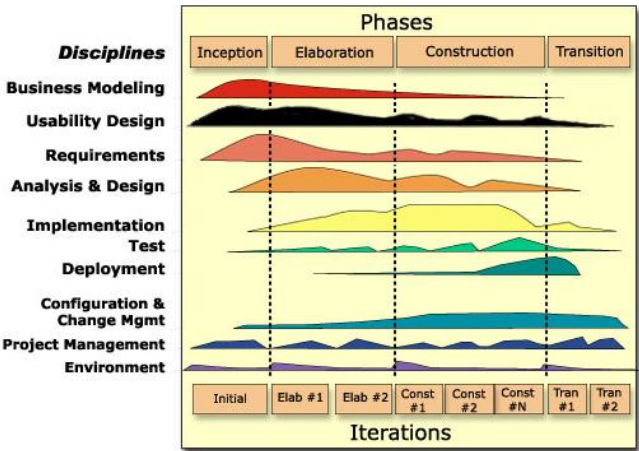 Phases
Disciplines
Inception
Elaboration
Construction
Transition
Business Modeling
Usability Design
Requirements
Analysis & Design
Implementation
Test
Deployment
Configuration &
Change Mgmt
Project Management
Environment
Initial
Elab #1
Elab #2
Const
#1
Const
#2
Const
#N
Tran
#1
Tran
#2
Iterations